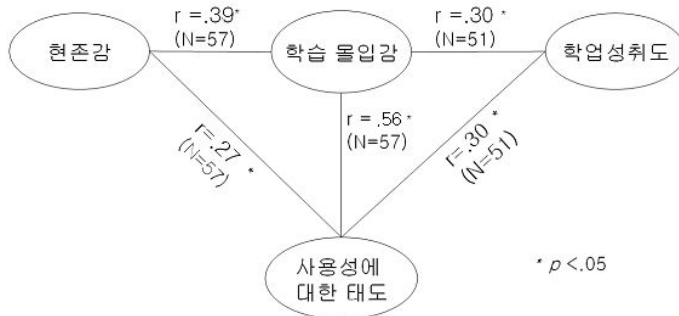 r =.39*
(N=57)
r =.30 *
(N=51)
현존감
학습 몰입감
학업성취도
r =.56 *
(N=57)
r=.27 *
(N=57)
r=.30 *
(N=51)
사용성에
대한 태도
* p <.05